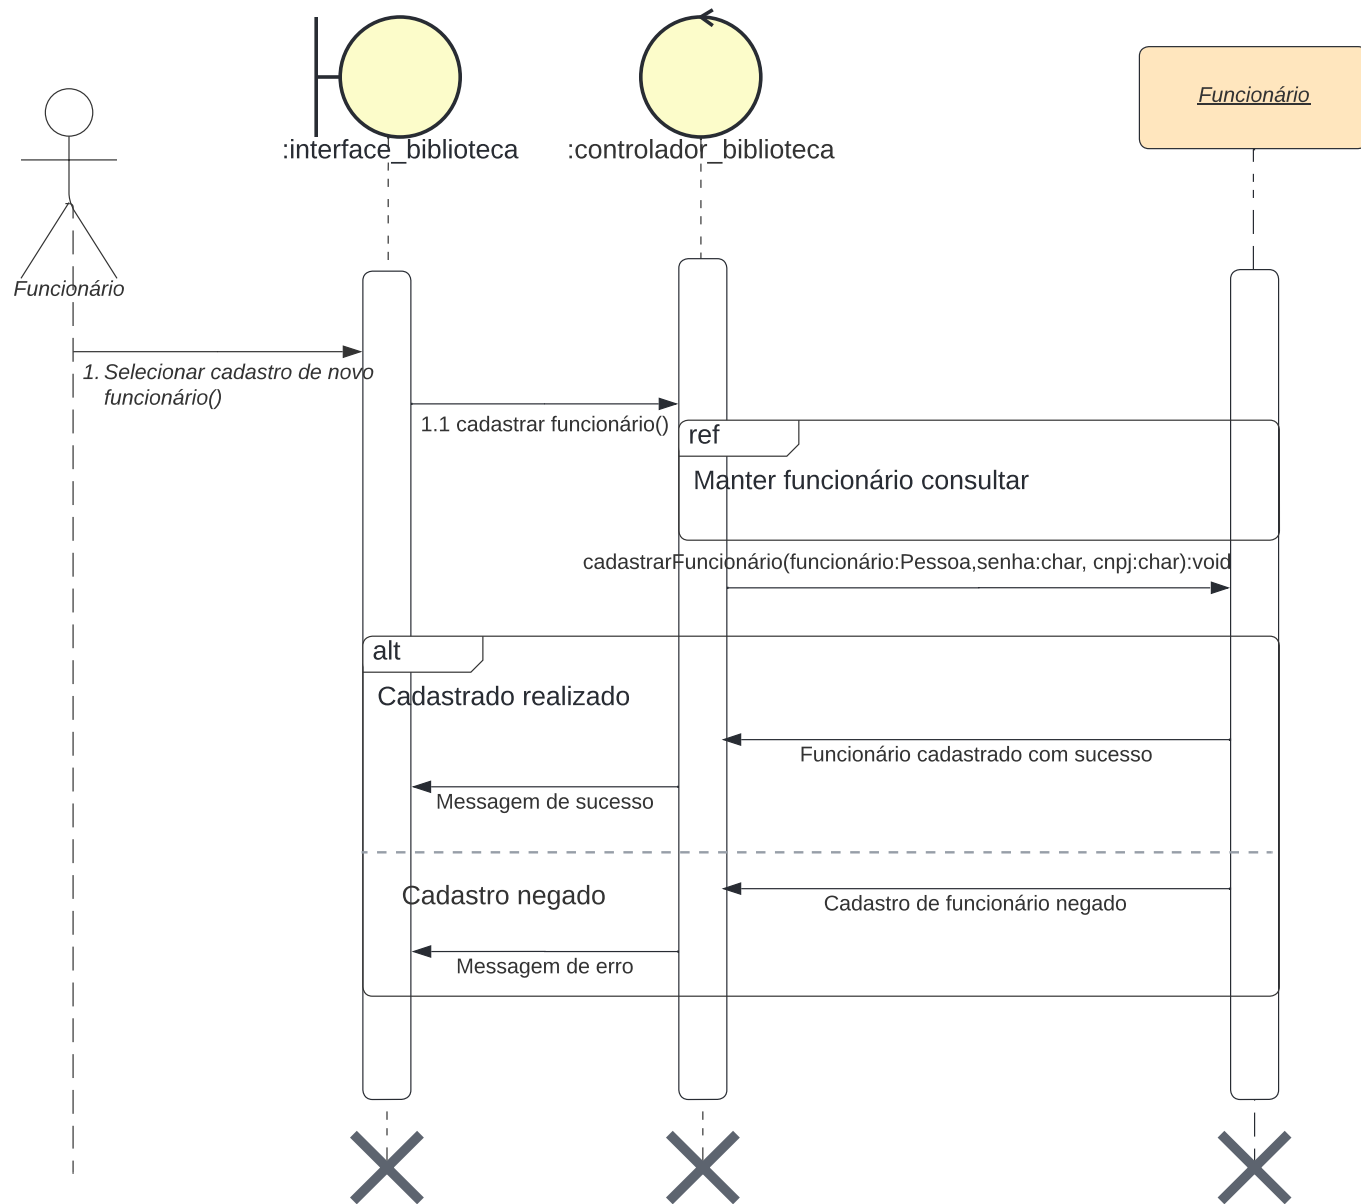 Funcionário
:interface_biblioteca
:controlador_biblioteca
Funcionário
1. Selecionar cadastro de novo
funcionário()
1.1 cadastrar funcionário()
ref
Manter funcionário consultar
cadastrarFuncionário(funcionário:Pessoa,senha:char, cnpj:char):void
alt
Cadastrado realizado
Funcionário cadastrado com sucesso
Messagem de sucesso
Cadastro negado
Cadastro de funcionário negado
Messagem de erro